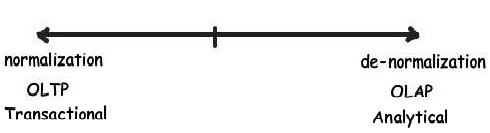 normalization
OLTP
Transactional
de-normalization
OLAP
Analytical